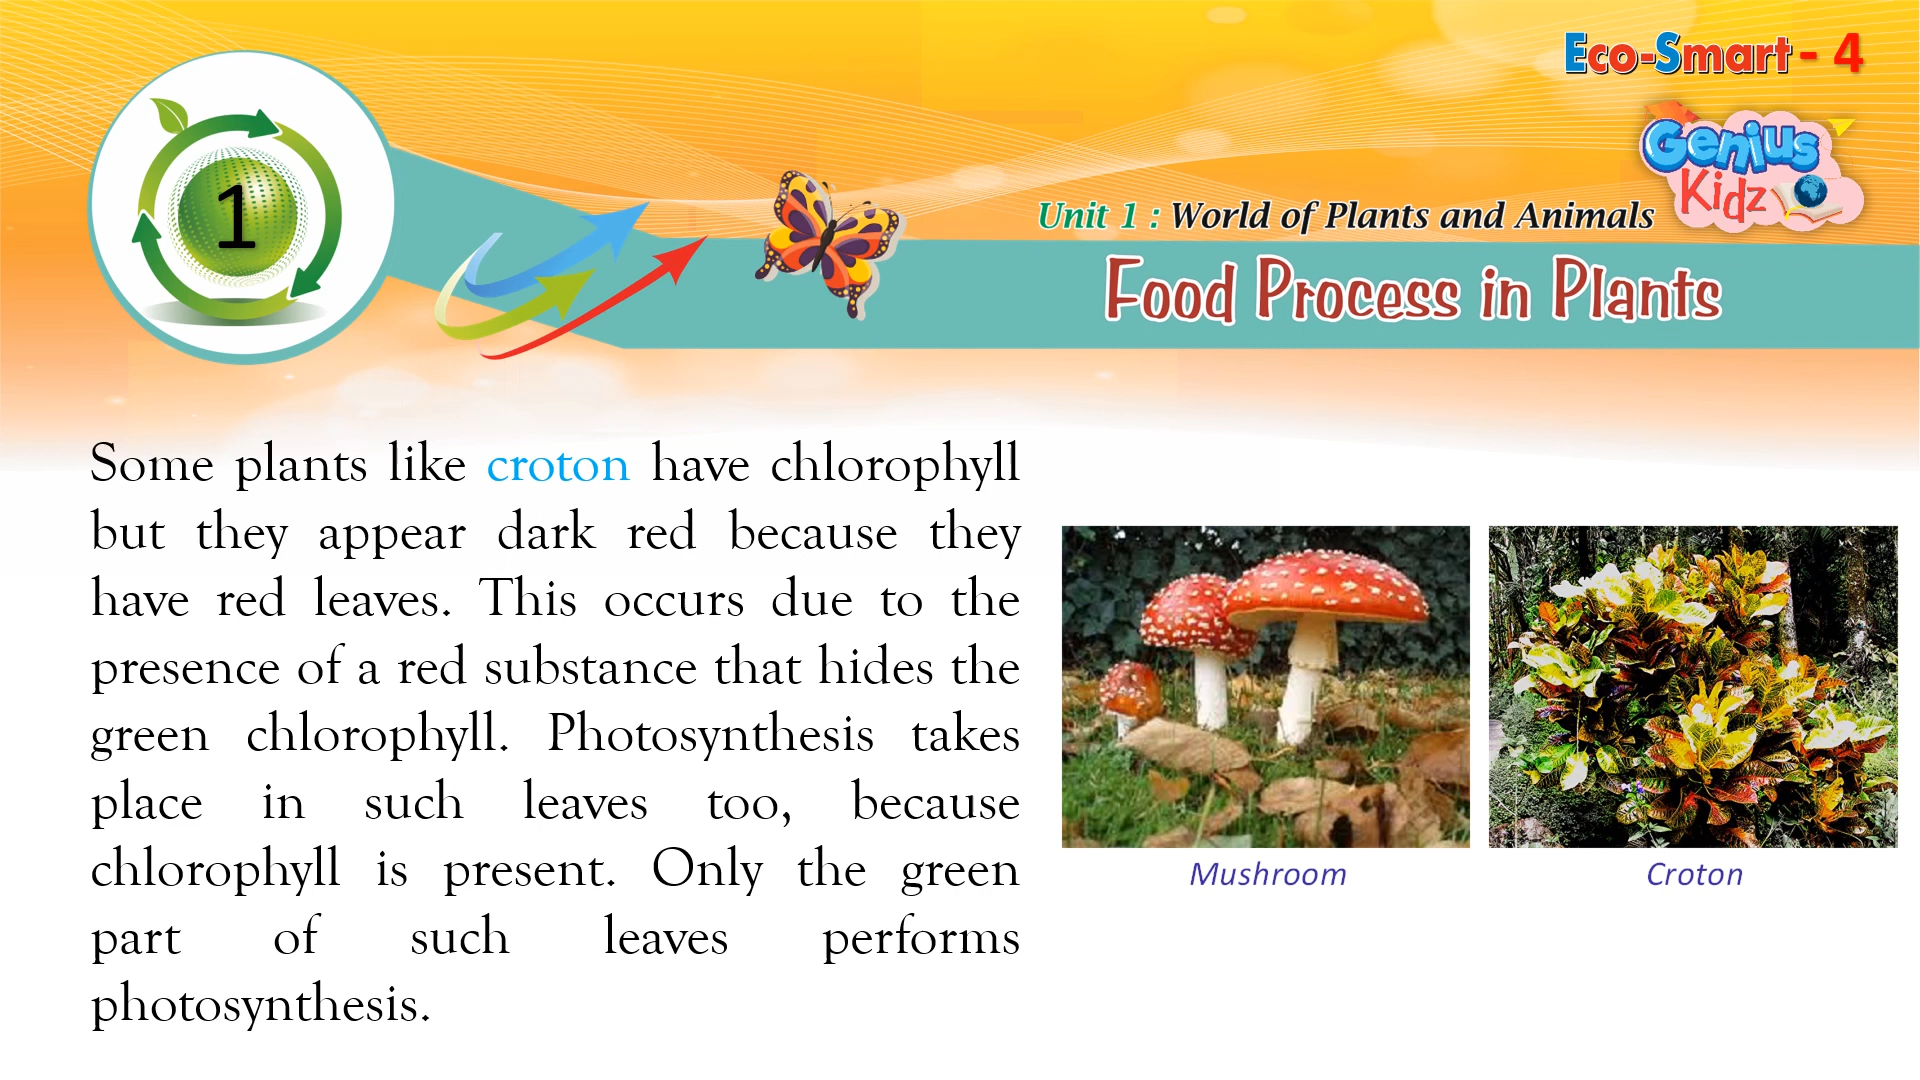 Eco-Smart - 4
Genius
Kidz
1
Unit 1 : World of Plants and Animals
Food Process in Plants
Some plants like croton have chlorophyll
but they appear dark red because they
have red leaves. This occurs due to the
presence of a red substance that hides the
green chlorophyll. Photosynthesis takes
place in such leaves too, because
chlorophyll is present. Only the green
part of such leaves performs
photosynthesis.
Mushroom
Croton